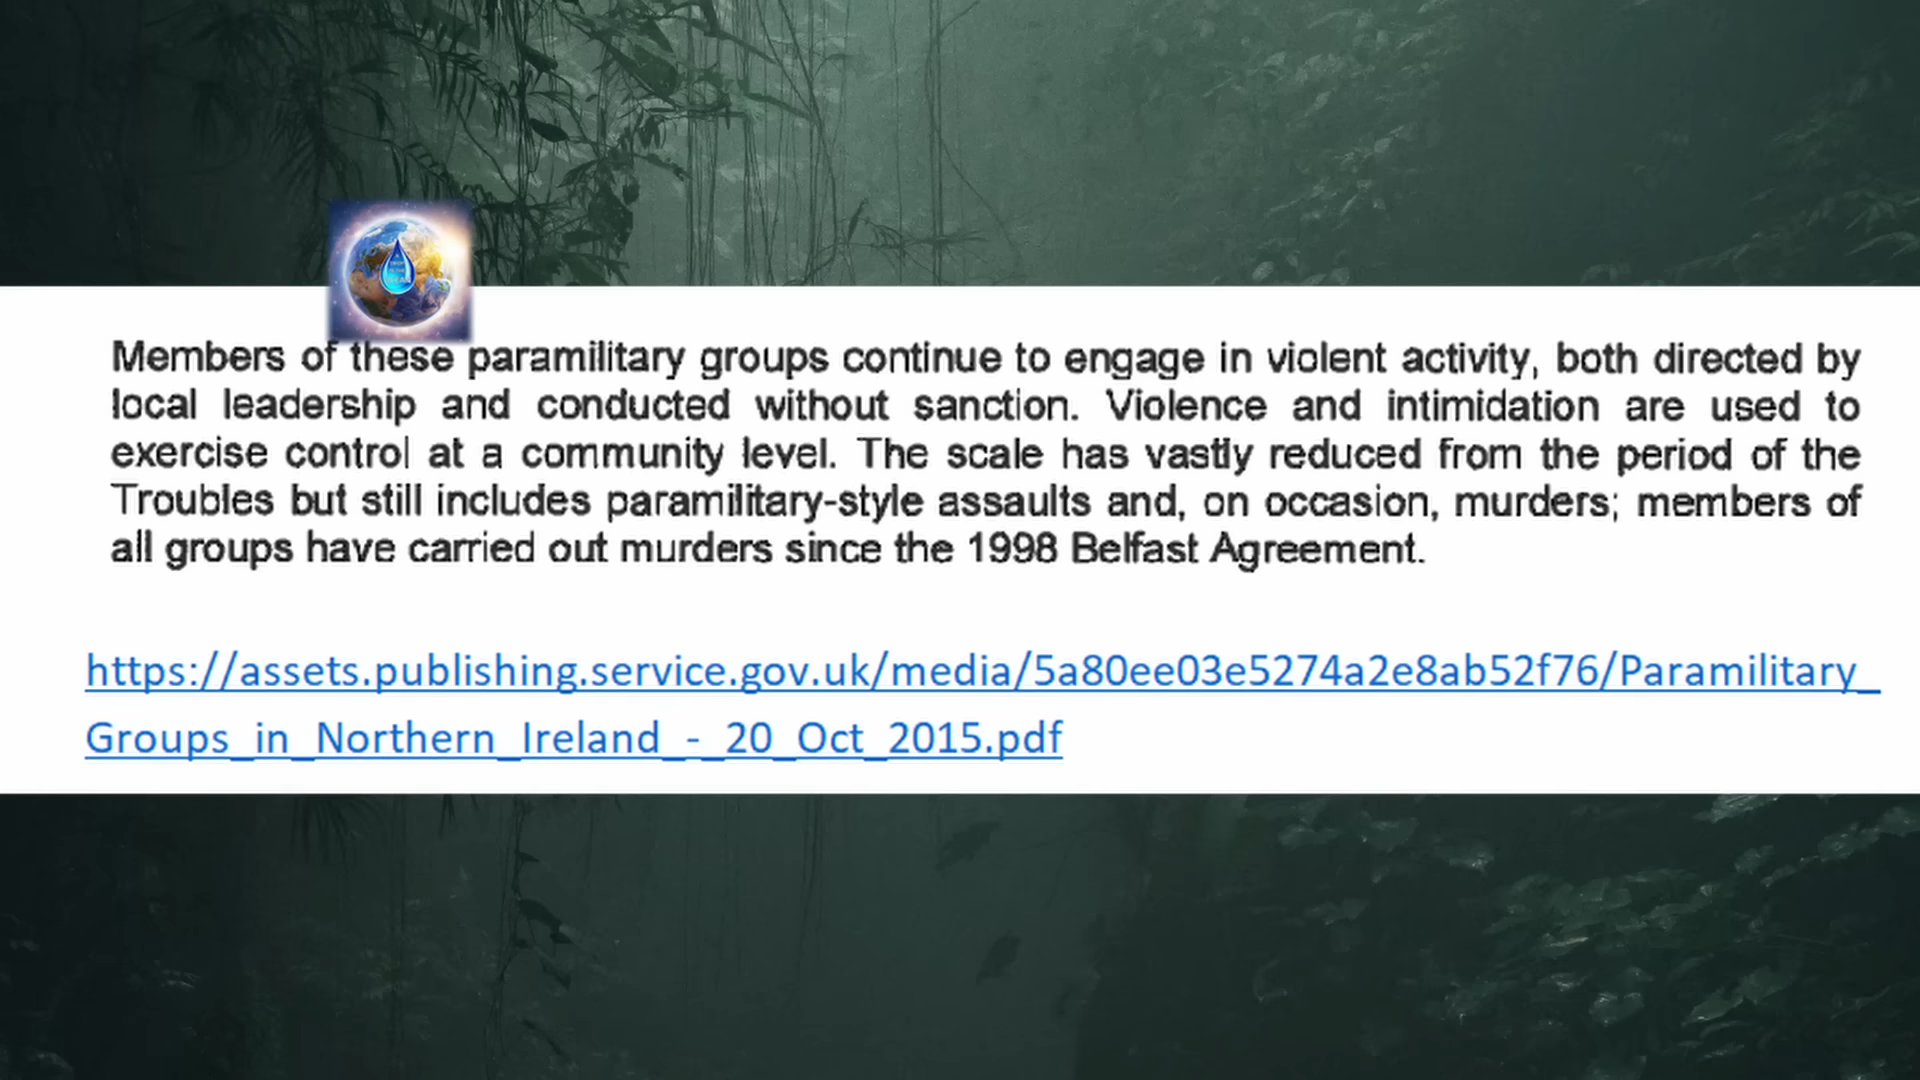 Members of these paramilitary groups continue to engage in violent activity, both directed by
local leadership and conducted without sanction. Violence and intimidation are used to
exercise control at a community level. The scale has vastly reduced from the period of the
Troubles but still includes paramilitary-style assaults and, on occasion, murders; members of
all groups have carried out murders since the 1998 Belfast Agreement.
https://assets.publishing.service.gov.uk/media/5a80ee03e5274a2e8ab52f76/Paramilitary_
Groups_in_Northern_Ireland_-_20_Oct_2015.pdf